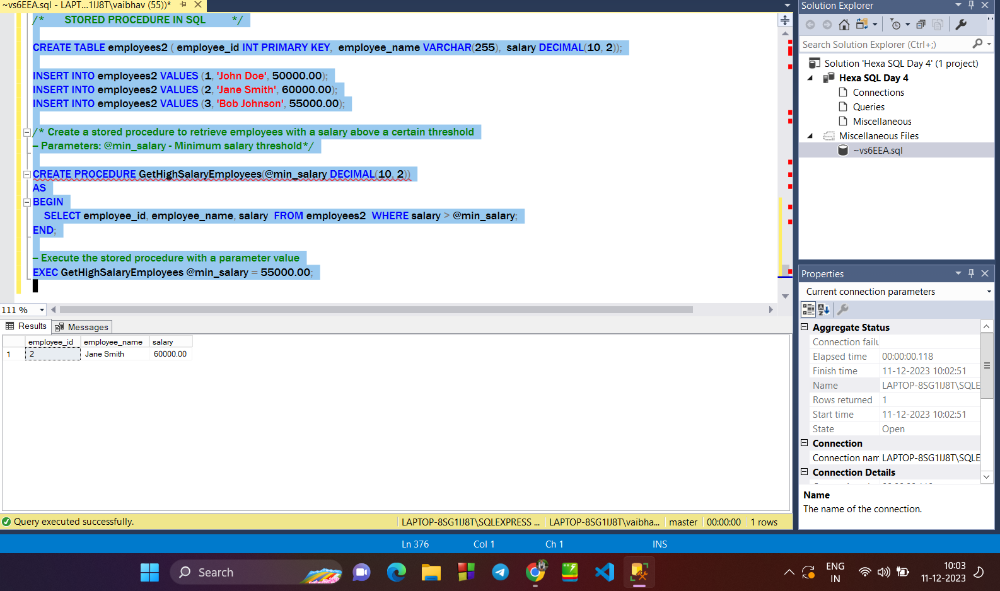 ~vs6EEA.sql - LAPT...1IJ8T\vaibhav (55))*
/* STORED PROCEDURE IN SQL */
CREATE TABLE employees2 ( employee_id INT PRIMARY KEY, employee_name VARCHAR(255), salary DECIMAL(10, 2));
INSERT INTO employees2 VALUES (1, 'John Doe', 50000.00);
INSERT INTO employees2 VALUES (2, 'Jane Smith', 60000.00);
INSERT INTO employees2 VALUES (3, 'Bob Johnson', 55000.00);
/* Create a stored procedure to retrieve employees with a salary above a certain threshold
– Parameters: @min_salary - Minimum salary threshold*/
CREATE PROCEDURE GetHighSalaryEmployees(@min_salary DECIMAL(10, 2))
AS
BEGIN
SELECT employee_id, employee_name, salary FROM employees2 WHERE salary > @min_salary;
END;
– Execute the stored procedure with a parameter value
EXEC GetHighSalaryEmployees @min_salary = 55000.00;
111 %
Results Messages
employee_id employee_name salary
1 2 Jane Smith 60000.00
Query executed successfully. LAPTOP-8SG1IJ8T\SQLEXPRESS ... LAPTOP-8SG1IJ8T\vaibha... master 00:00:00 1 rows
Solution Explorer
Search Solution Explorer (Ctrl+;)
Solution 'Hexa SQL Day 4' (1 project)
Hexa SQL Day 4
Connections
Queries
Miscellaneous
Miscellaneous Files
~vs6EEA.sql
Properties
Current connection parameters
Aggregate Status
Connection failu
Elapsed time 00:00:00.118
Finish time 11-12-2023 10:02:51
Name LAPTOP-8SG1IJ8T\SQLE
Rows returned 1
Start time 11-12-2023 10:02:51
State Open
Connection
Connection nam LAPTOP-8SG1IJ8T\SQLE
Connection Details
Name
The name of the connection.
Ln 376 Col 1 Ch 1 INS
Search
ENG
IN
10:03
11-12-2023